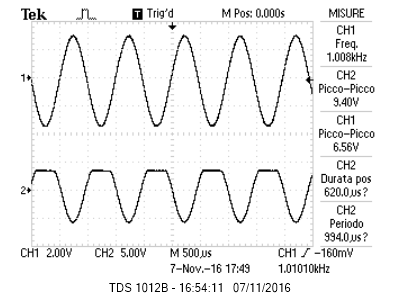 Tek T Trig'd M Pos: 0.000s MISURE
CH1
Freq.
1.008kHz
CH2
Picco-Picco
9.40V
CH1
Picco-Picco
6.56V
CH2
Durata pos
620.0µs?
CH2
Periodo
994.0µs?
1
2
CH1 2.00V CH2 5.00V M 500µs CH1 -160mV
7-Nov.-16 17:49 1.01010kHz
TDS 1012B - 16:54:11 07/11/2016